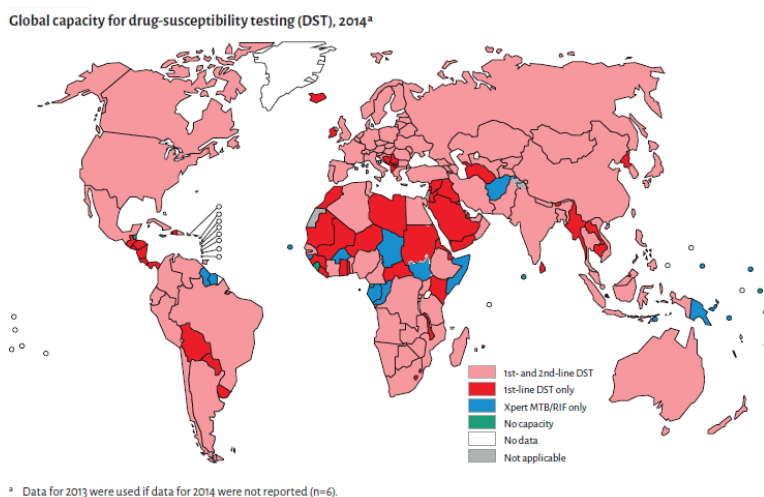 Global capacity for drug-susceptibility testing (DST), 2014ª
1st- and 2nd-line DST
1st-line DST only
Xpert MTB/RIF only
No capacity
No data
Not applicable
ª Data for 2013 were used if data for 2014 were not reported (n=6).